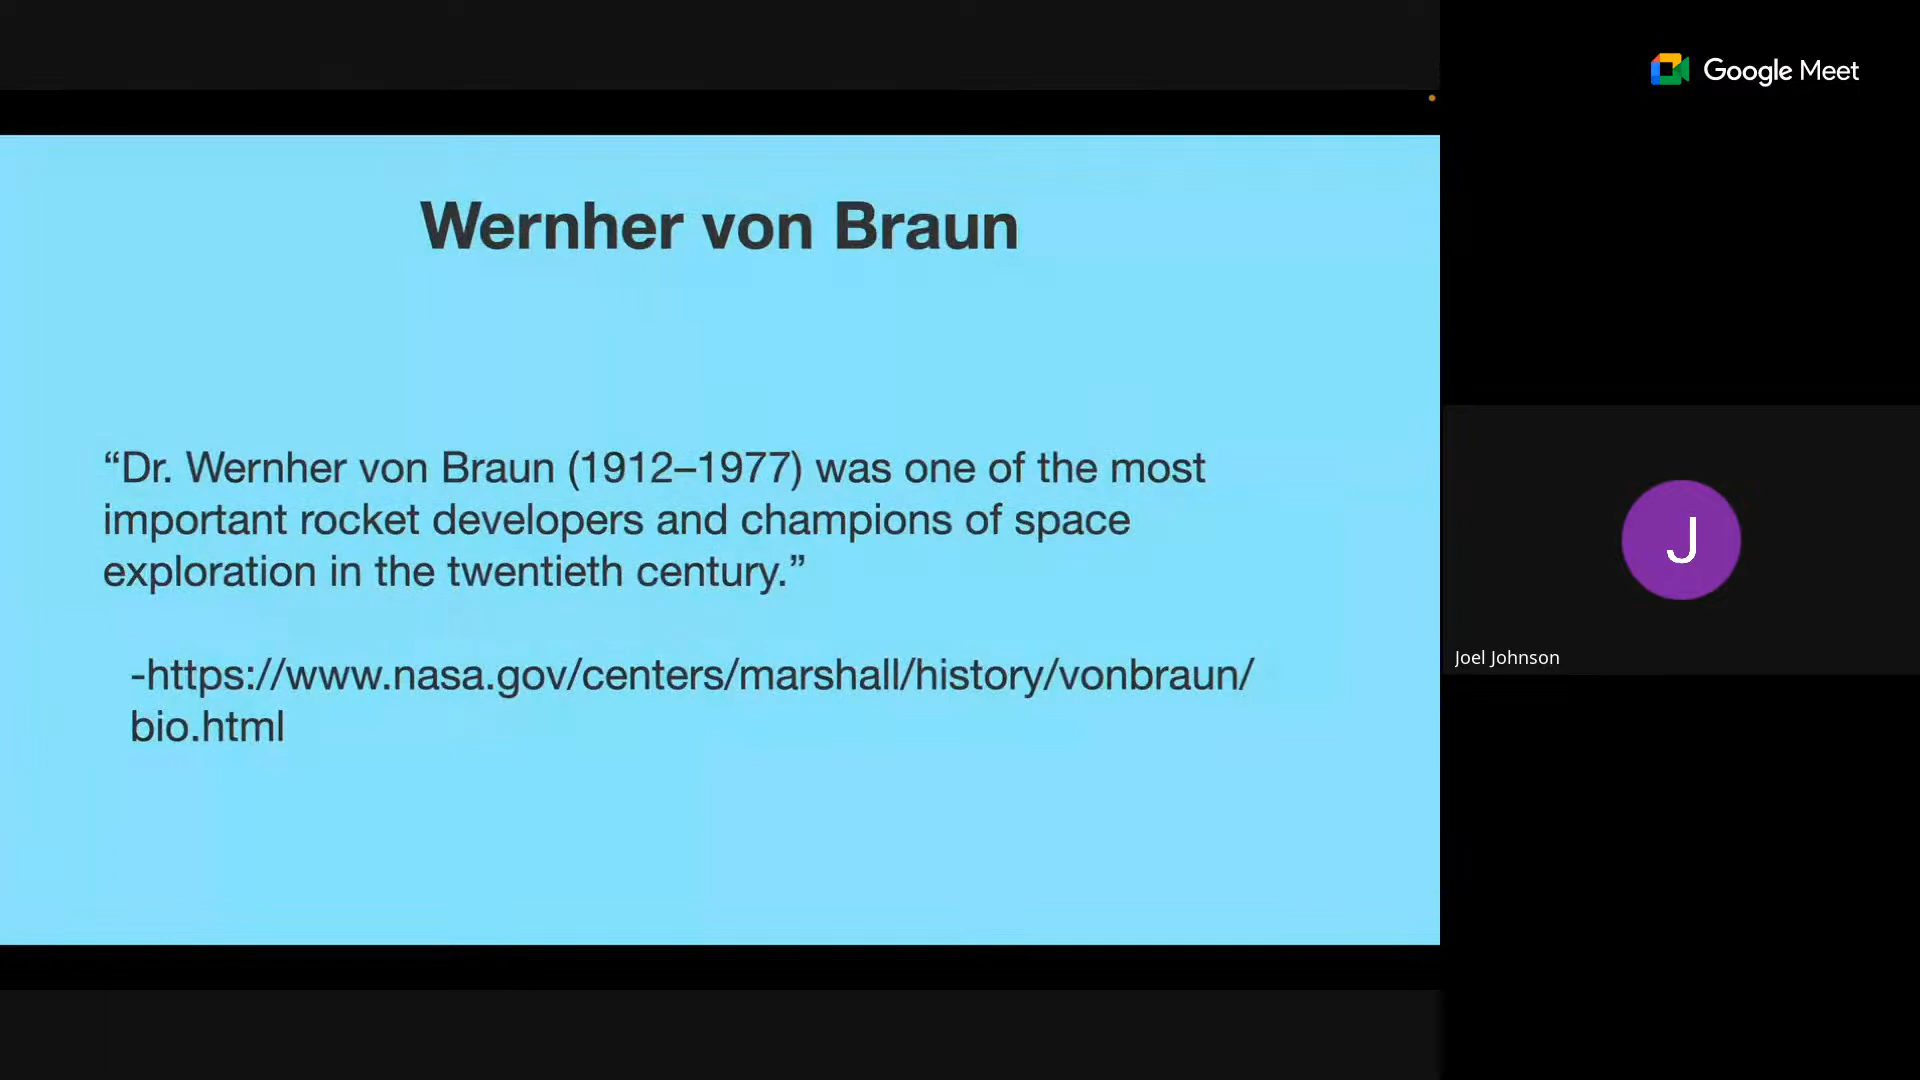 Google Meet
Wernher von Braun
“Dr. Wernher von Braun (1912–1977) was one of the most
important rocket developers and champions of space
exploration in the twentieth century.”
-https://www.nasa.gov/centers/marshall/history/vonbraun/
bio.html
J
Joel Johnson